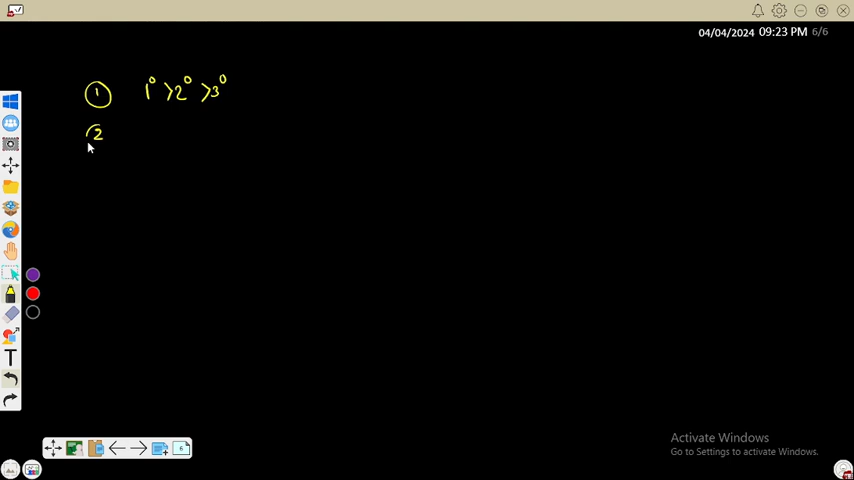 04/04/2024 09:23 PM 6/6
① 1° >2° >3°
2
T
6
Activate Windows
Go to Settings to activate Windows.